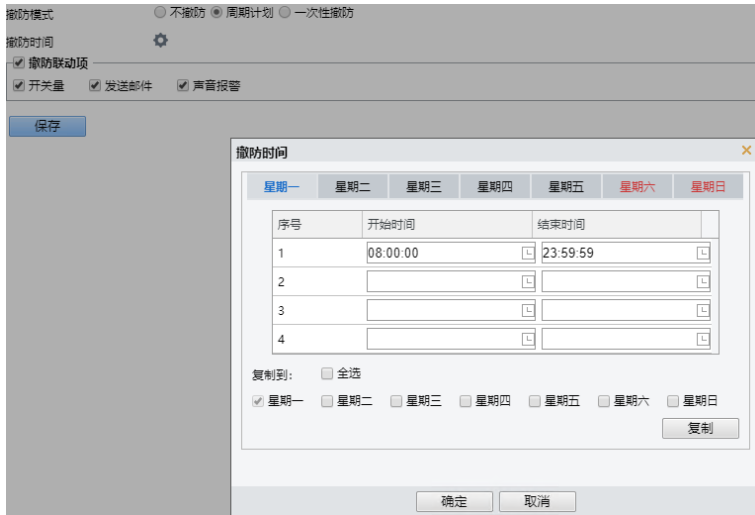 撤防模式 不撤防 周期计划 一次性撤防
撤防时间
撤防联动项
开关量 发送邮件 声音报警
保存
撤防时间
星期一 星期二 星期三 星期四 星期五 星期六 星期日
序号 开始时间 结束时间
1 08:00:00 23:59:59
2
3
4
复制到: 全选
星期一 星期二 星期三 星期四 星期五 星期六 星期日
复制
确定 取消